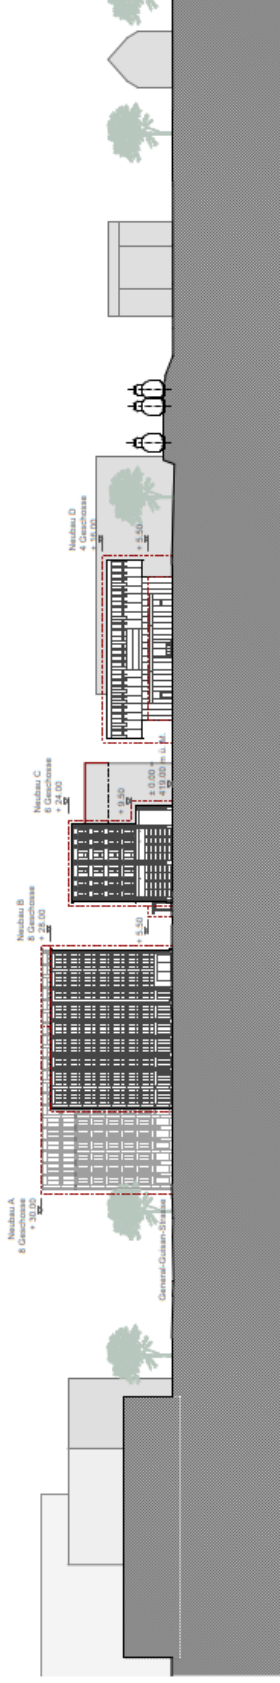 Neubau A
8 Geschosse
+ 30.00
General-Guisan-Strasse
Neubau B
8 Geschosse
+ 28.00
+ 5.50
Neubau C
6 Geschosse
+ 24.00
+ 9.50
± 0.00 =
419.00 m ü. M.
Neubau D
4 Geschosse
+ 16.00
+ 5.50